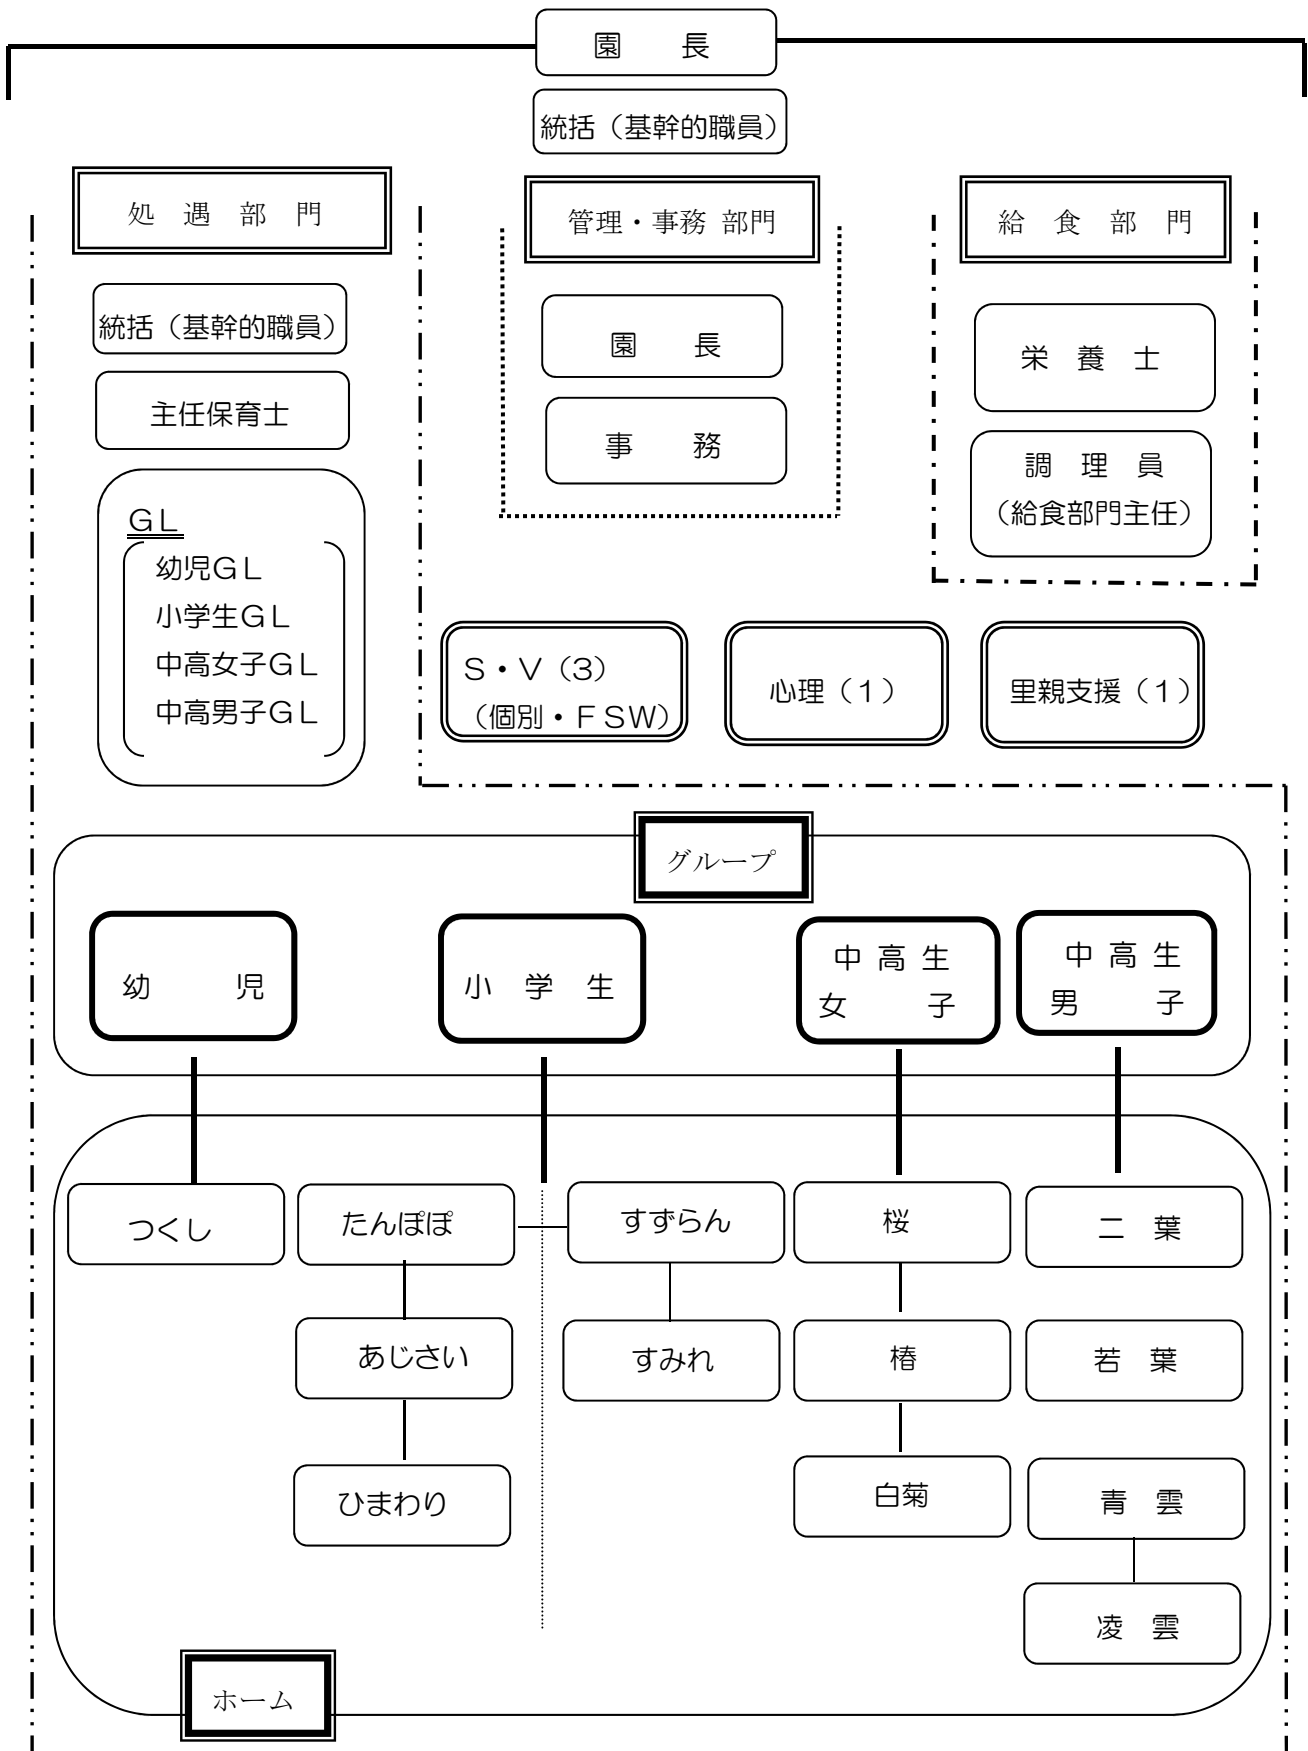 園　　長
統括（基幹的職員）
処　遇　部　門
管理・事務 部門
給　食　部　門
統括（基幹的職員）
主任保育士
園　　長
事　　務
栄　養　士
調　理　員
（給食部門主任）
ＧＬ
幼児ＧＬ
小学生ＧＬ
中高女子ＧＬ
中高男子ＧＬ
Ｓ・Ｖ（３）
（個別・ＦＳＷ）
心理（１）
里親支援（１）
グループ
幼　　　児
小　学　生
中 高 生
女　　　子
中 高 生
男　　　子
つくし
たんぽぽ
すずらん
桜
二　葉
あじさい
すみれ
椿
若　葉
ひまわり
白菊
青　雲
凌　雲
ホーム